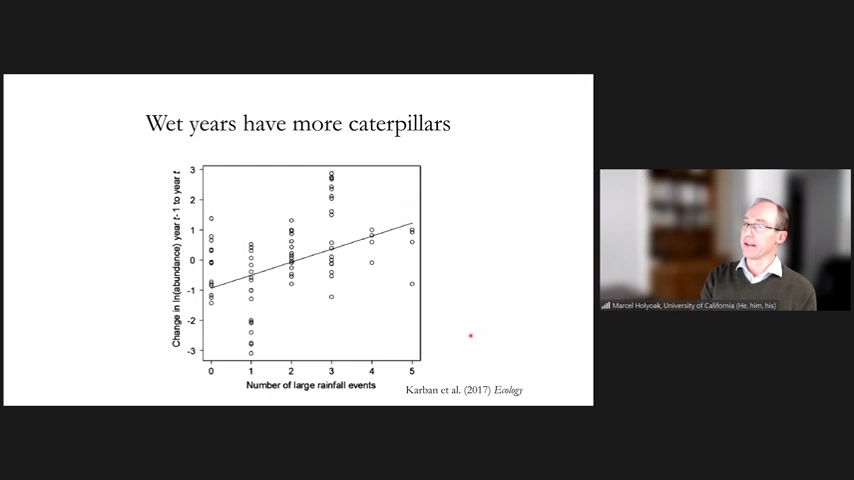 Wet years have more caterpillars
Change in ln(abundance) year t- 1 to year t
3
2
1
0
-1
-2
-3
0 1 2 3 4 5
Number of large rainfall events
Karban et al. (2017) Ecology
Marcel Holyoak, University of California (He, him, his)